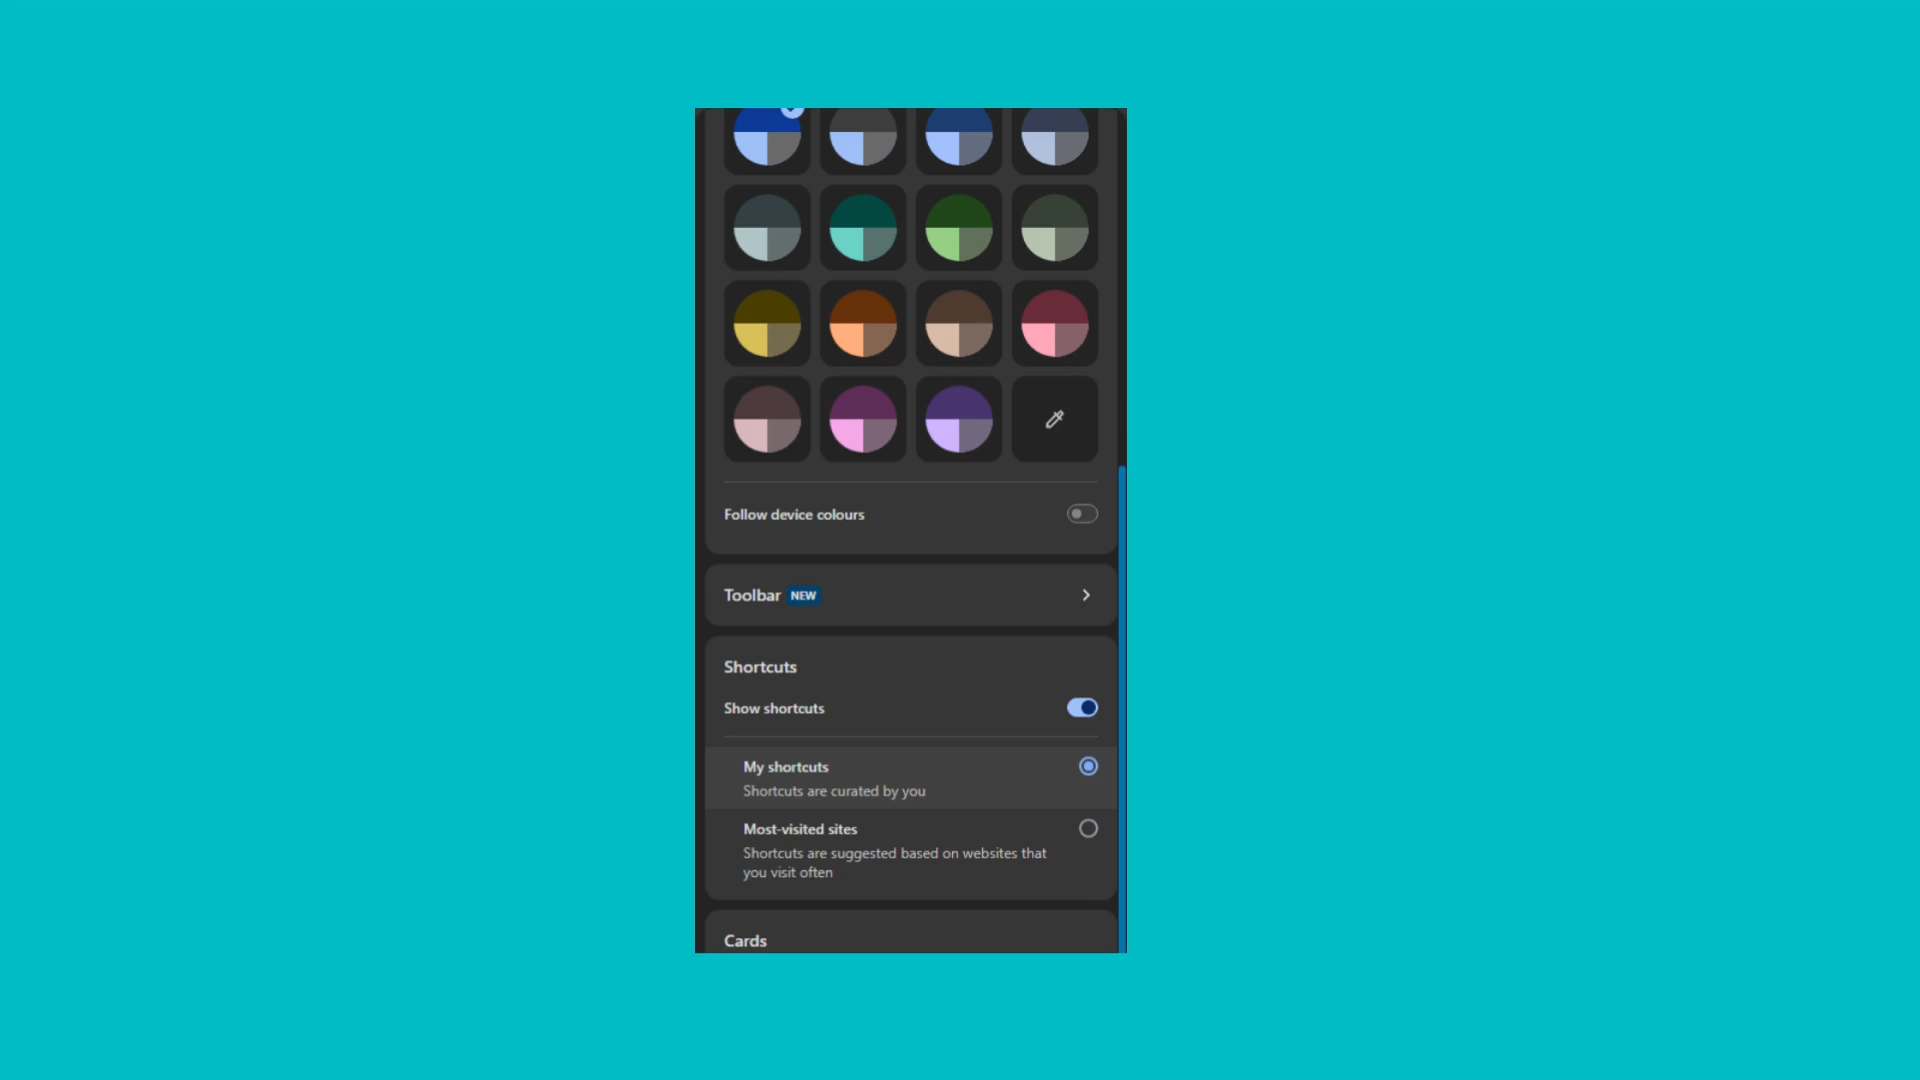 Follow device colours
Toolbar NEW
Shortcuts
Show shortcuts
My shortcuts
Shortcuts are curated by you
Most-visited sites
Shortcuts are suggested based on websites that
you visit often
Cards